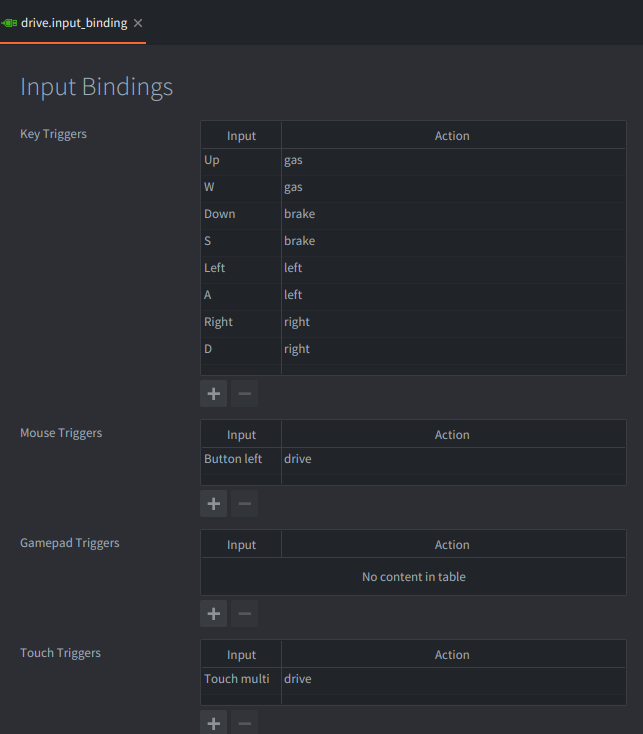 drive.input_binding
Input Bindings
Key Triggers
Input Action
Up gas
W gas
Down brake
S brake
Left left
A left
Right right
D right
Mouse Triggers
Input Action
Button left drive
Gamepad Triggers
Input Action
No content in table
Touch Triggers
Input Action
Touch multi drive